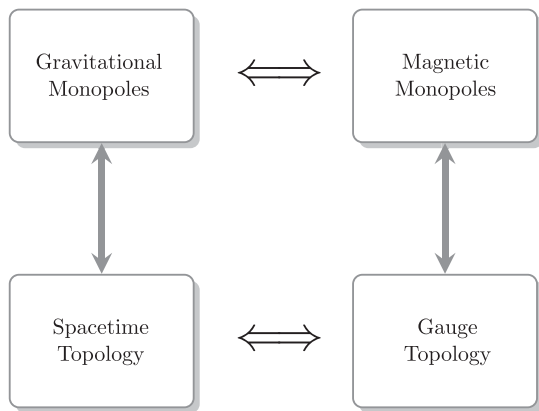 Gravitational
Monopoles
Magnetic
Monopoles
Spacetime
Topology
Gauge
Topology